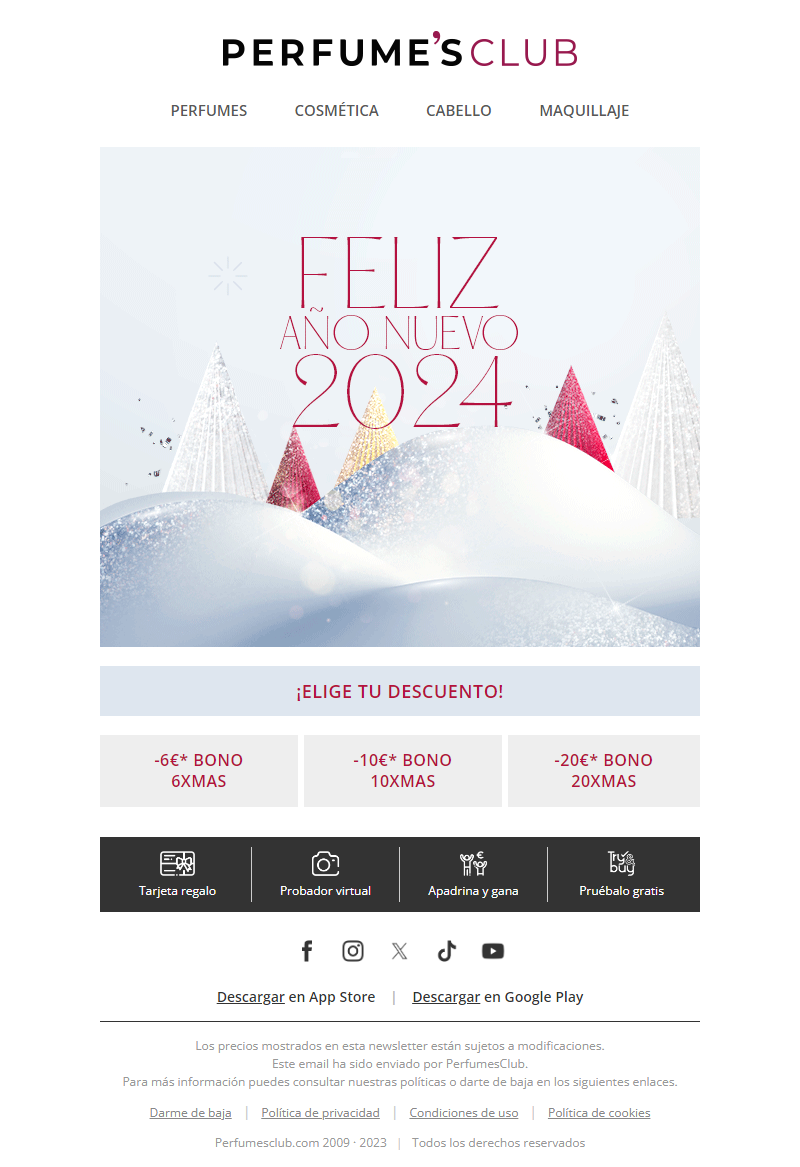 PERFUME'S CLUB
PERFUMES COSMÉTICA CABELLO MAQUILLAJE
FELIZ
AÑO NUEVO
2024
¡ELIGE TU DESCUENTO!
-6€* BONO
6XMAS
-10€* BONO
10XMAS
-20€* BONO
20XMAS
Tarjeta regalo
Probador virtual
€
Apadrina y gana
Try&
buy
Pruébalo gratis
Descargar en App Store | Descargar en Google Play
Los precios mostrados en esta newsletter están sujetos a modificaciones.
Este email ha sido enviado por PerfumesClub.
Para más información puedes consultar nuestras políticas o darte de baja en los siguientes enlaces.
Darme de baja | Política de privacidad | Condiciones de uso | Política de cookies
Perfumesclub.com 2009 · 2023 | Todos los derechos reservados